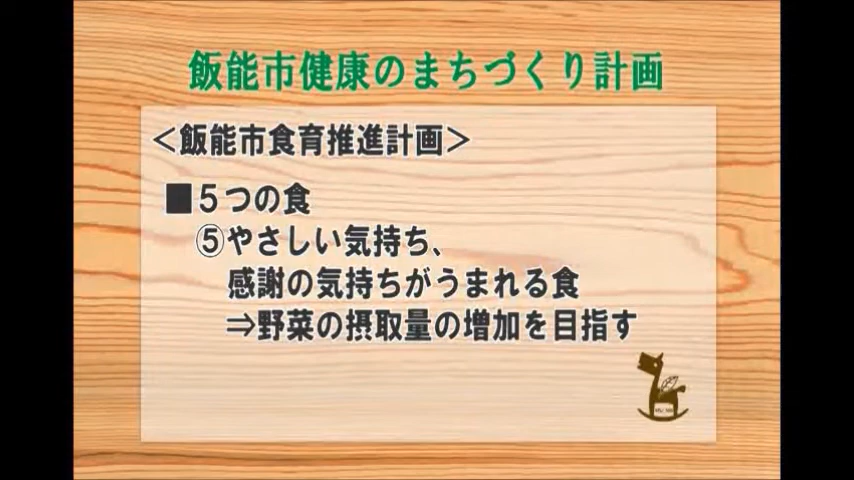 飯能市健康のまちづくり計画
＜飯能市食育推進計画＞
■５つの食
⑤やさしい気持ち、
感謝の気持ちがうまれる食
⇒野菜の摂取量の増加を目指す